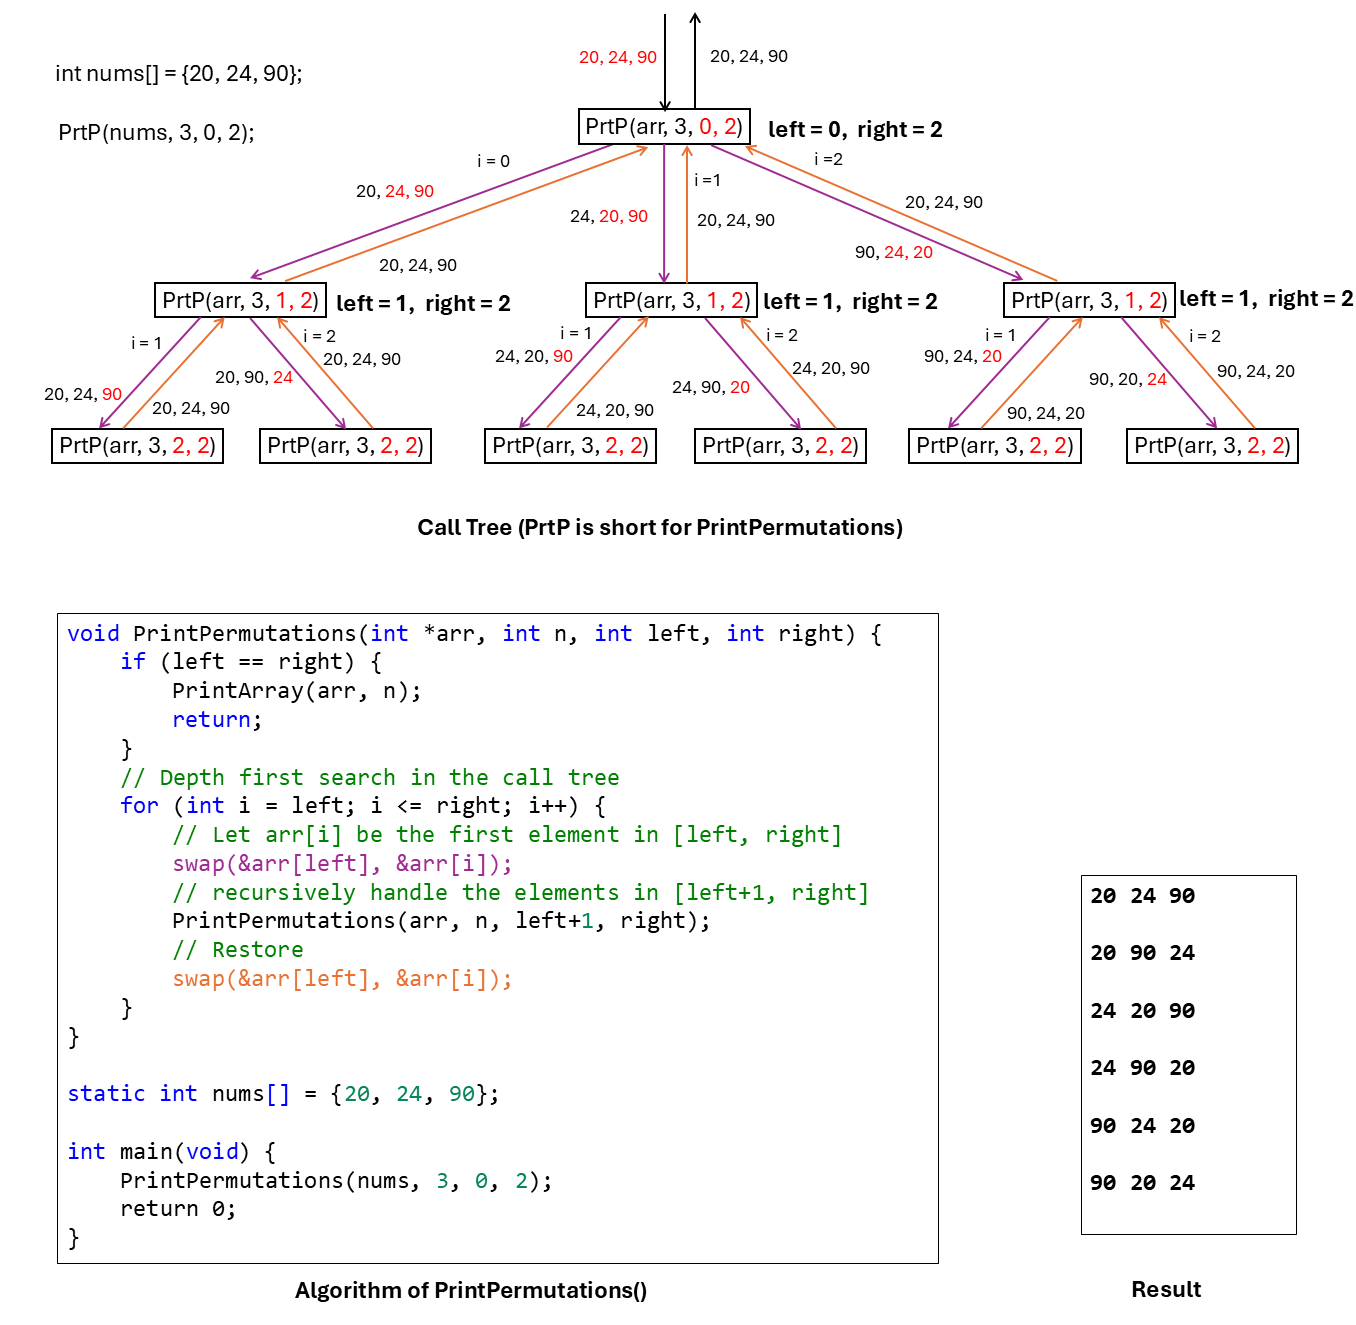 20, 24, 90
20, 24, 90
int nums[] = {20, 24, 90};
PrtP(nums, 3, 0, 2);
PrtP(arr, 3, 0, 2)
left = 0, right = 2
i = 0
i =1
i =2
20, 24, 90
20, 24, 90
24, 20, 90
20, 24, 90
90, 24, 20
20, 24, 90
PrtP(arr, 3, 1, 2)
left = 1, right = 2
PrtP(arr, 3, 1, 2)
left = 1, right = 2
PrtP(arr, 3, 1, 2)
left = 1, right = 2
i = 1
i = 2
20, 24, 90
20, 90, 24
20, 24, 90
20, 24, 90
i = 1
i = 2
24, 20, 90
24, 20, 90
24, 90, 20
24, 20, 90
i = 1
i = 2
90, 24, 20
90, 24, 20
90, 20, 24
90, 24, 20
PrtP(arr, 3, 2, 2)
PrtP(arr, 3, 2, 2)
PrtP(arr, 3, 2, 2)
PrtP(arr, 3, 2, 2)
PrtP(arr, 3, 2, 2)
PrtP(arr, 3, 2, 2)
Call Tree (PrtP is short for PrintPermutations)
void PrintPermutations(int *arr, int n, int left, int right) {
if (left == right) {
PrintArray(arr, n);
return;
}
// Depth first search in the call tree
for (int i = left; i <= right; i++) {
// Let arr[i] be the first element in [left, right]
swap(&arr[left], &arr[i]);
// recursively handle the elements in [left+1, right]
PrintPermutations(arr, n, left+1, right);
// Restore
swap(&arr[left], &arr[i]);
}
}
static int nums[] = {20, 24, 90};
int main(void) {
PrintPermutations(nums, 3, 0, 2);
return 0;
}
Algorithm of PrintPermutations()
20 24 90
20 90 24
24 20 90
24 90 20
90 24 20
90 20 24
Result